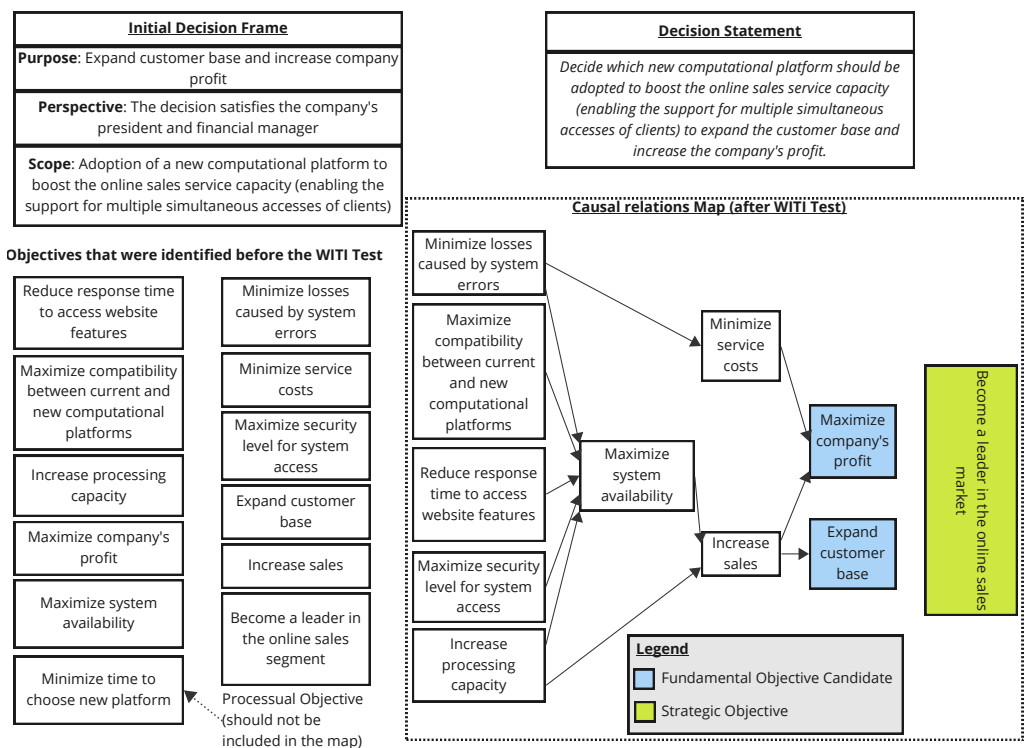 Initial Decision Frame
Purpose: Expand customer base and increase company
profit
Perspective: The decision satisfies the company's
president and financial manager
Scope: Adoption of a new computational platform to
boost the online sales service capacity (enabling the
support for multiple simultaneous accesses of clients)
Decision Statement
Decide which new computational platform should be
adopted to boost the online sales service capacity
(enabling the support for multiple simultaneous
accesses of clients) to expand the customer base and
increase the company's profit.
Objectives that were identified before the WITI Test
Reduce response time
to access website
features
Maximize compatibility
between current and
new computational
platforms
Increase processing
capacity
Maximize company's
profit
Maximize system
availability
Minimize time to
choose new platform
Minimize losses
caused by system
errors
Minimize service
costs
Maximize security
level for system
access
Expand customer
base
Increase sales
Become a leader in
the online sales
segment
Processual Objective
(should not be
included in the map)
Causal relations Map (after WITI Test)
Minimize losses
caused by system
errors
Maximize
compatibility
between current
and new
computational
platforms
Reduce response
time to access
website features
Maximize security
level for system
access
Increase
processing
capacity
Maximize
system
availability
Minimize
service
costs
Increase
sales
Maximize
company's
profit
Expand
customer
base
Become a leader in the online sales
market
Legend
Fundamental Objective Candidate
Strategic Objective